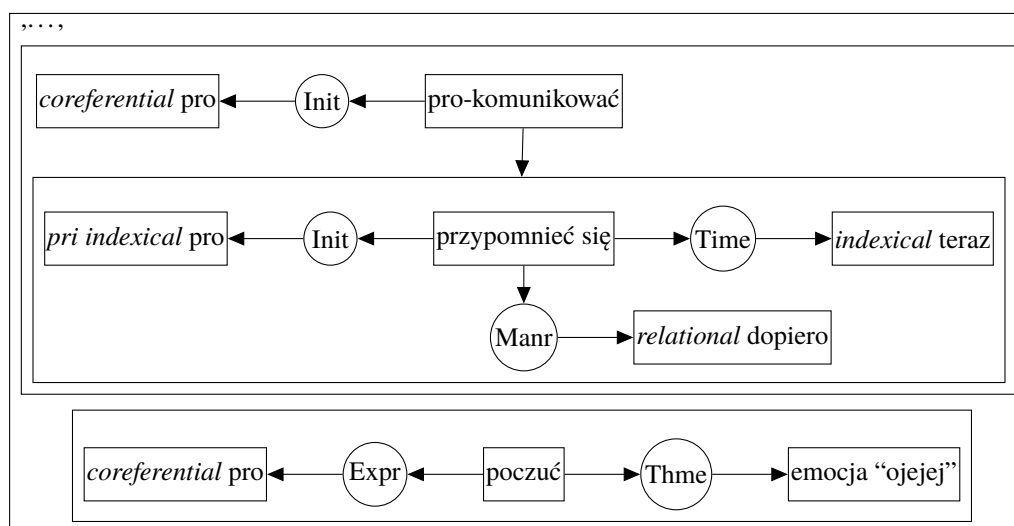 ,…,
coreferential pro Init pro-komunikować
pri indexical pro Init przypomnieć się Time indexical teraz
Manr relational dopiero
coreferential pro Expr poczuć Thme emocja “ojejej”